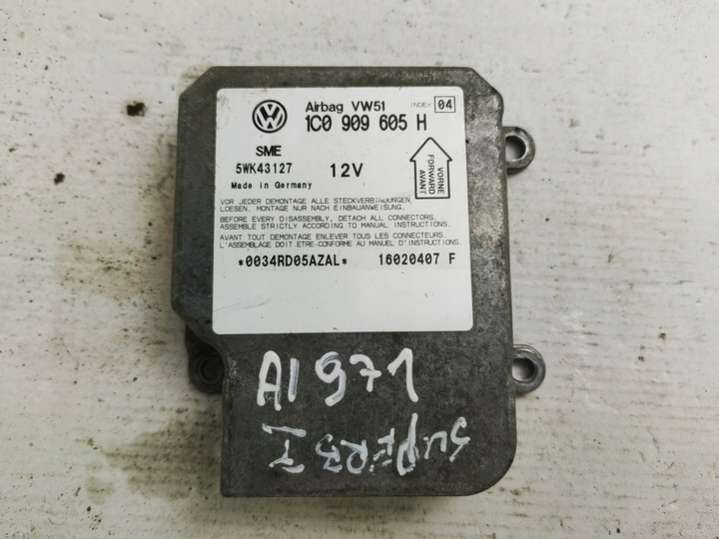 Airbag VW51 INDEX 04
1C0 909 605 H
SME
5WK43127 12V
Made in Germany
VORNE
FORWARD
AVANT
VOR JEDER DEMONTAGE ALLE STECKVERBINDUNGEN
LOESEN. MONTAGE NUR NACH EINBAUANWEISUNG.
BEFORE EVERY DISASSEMBLY, DETACH ALL CONNECTORS.
ASSEMBLE STRICTLY ACCORDING TO MANUAL INSTRUCTIONS.
AVANT TOUT DEMONTAGE ENLEVER TOUS LES CONNECTEURS.
L'ASSEMBLAGE DOIT ETRE CONFORME AU MANUEL D'INSTRUCTIONS.
*0034RD05AZAL* 16020407 F
AI971
SUPERB I